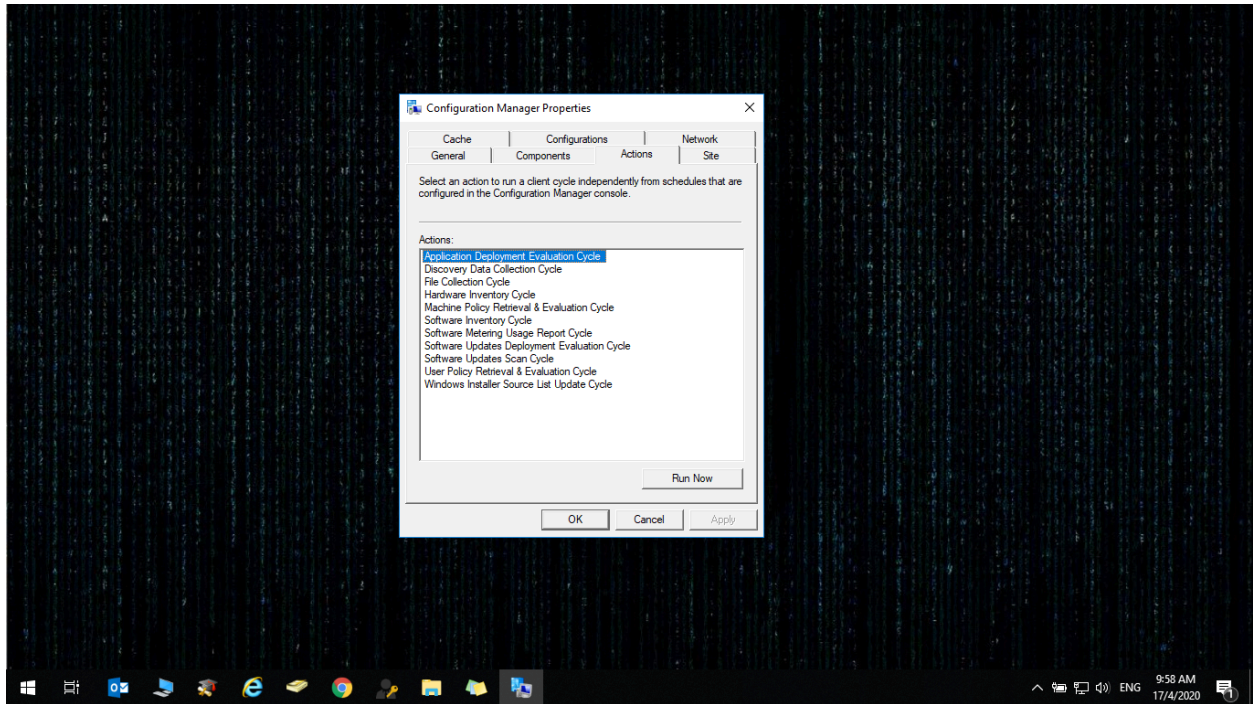 Configuration Manager Properties
Cache Configurations Network
General Components Actions Site
Select an action to run a client cycle independently from schedules that are
configured in the Configuration Manager console.
Actions:
Application Deployment Evaluation Cycle
Discovery Data Collection Cycle
File Collection Cycle
Hardware Inventory Cycle
Machine Policy Retrieval & Evaluation Cycle
Software Inventory Cycle
Software Metering Usage Report Cycle
Software Updates Deployment Evaluation Cycle
Software Updates Scan Cycle
User Policy Retrieval & Evaluation Cycle
Windows Installer Source List Update Cycle
Run Now
OK Cancel Apply
ENG
9:58 AM
17/4/2020
1